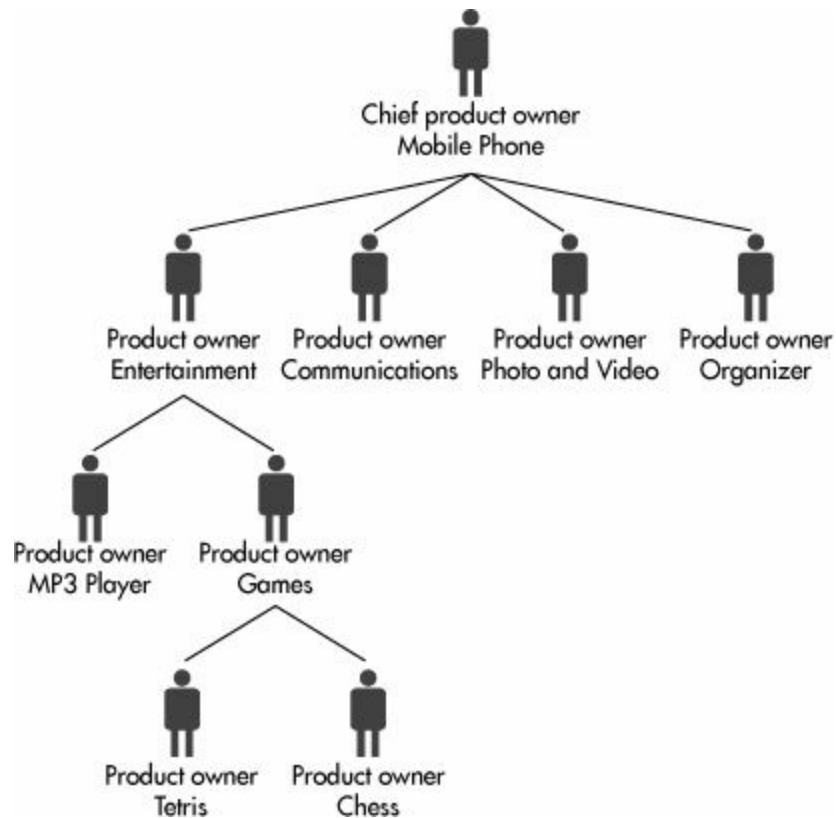 Chief product owner
Mobile Phone
Product owner
Entertainment
Product owner
Communications
Product owner
Photo and Video
Product owner
Organizer
Product owner
MP3 Player
Product owner
Games
Product owner
Tetris
Product owner
Chess